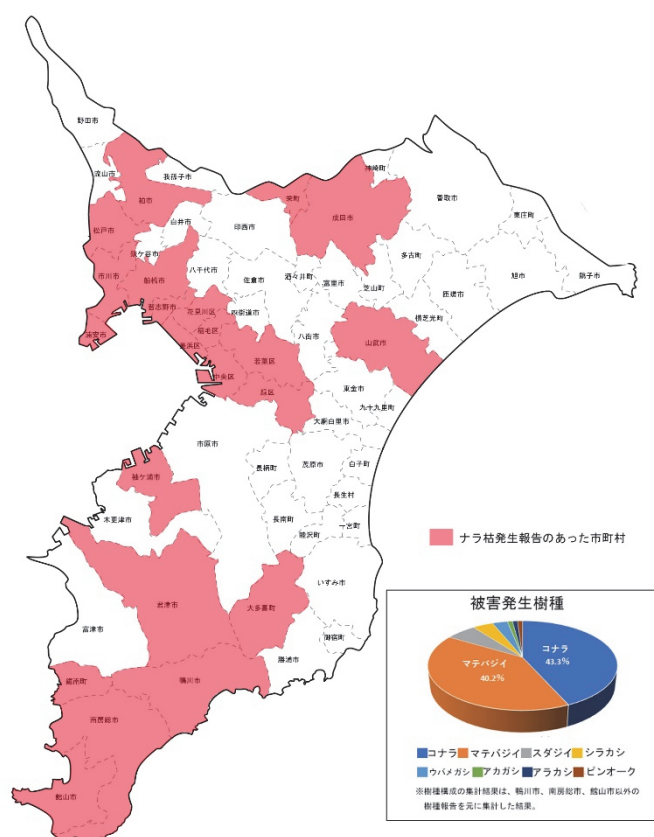 野田市
流山市
我孫子市
柏市
神崎町
栄町
成田市
香取市
東庄町
松戸市
白井市
印西市
鎌ケ谷市
市川市
船橋市
八千代市
佐倉市
酒々井町
富里市
多古町
芝山町
匝瑳市
旭市
銚子市
浦安市
習志野市
花見川区
四街道市
横芝光町
稲毛区
美浜区
八街市
山武市
若葉区
中央区
緑区
東金市
九十九里町
大網白里市
市原市
長柄町
茂原市
白子町
袖ケ浦市
長生村
木更津市
長南町
一宮町
睦沢町
ナラ枯発生報告のあった市町村
いすみ市
君津市
大多喜町
富津市
御宿町
勝浦市
鋸南町
鴨川市
南房総市
館山市
被害発生樹種
コナラ
43.3%
マテバジイ
40.2%
コナラ マテバジイ スダジイ シラカシ
ウバメガシ アカガシ アラカシ ピンオーク
※樹種構成の集計結果は、鴨川市、南房総市、館山市以外の
樹種報告を元に集計した結果。